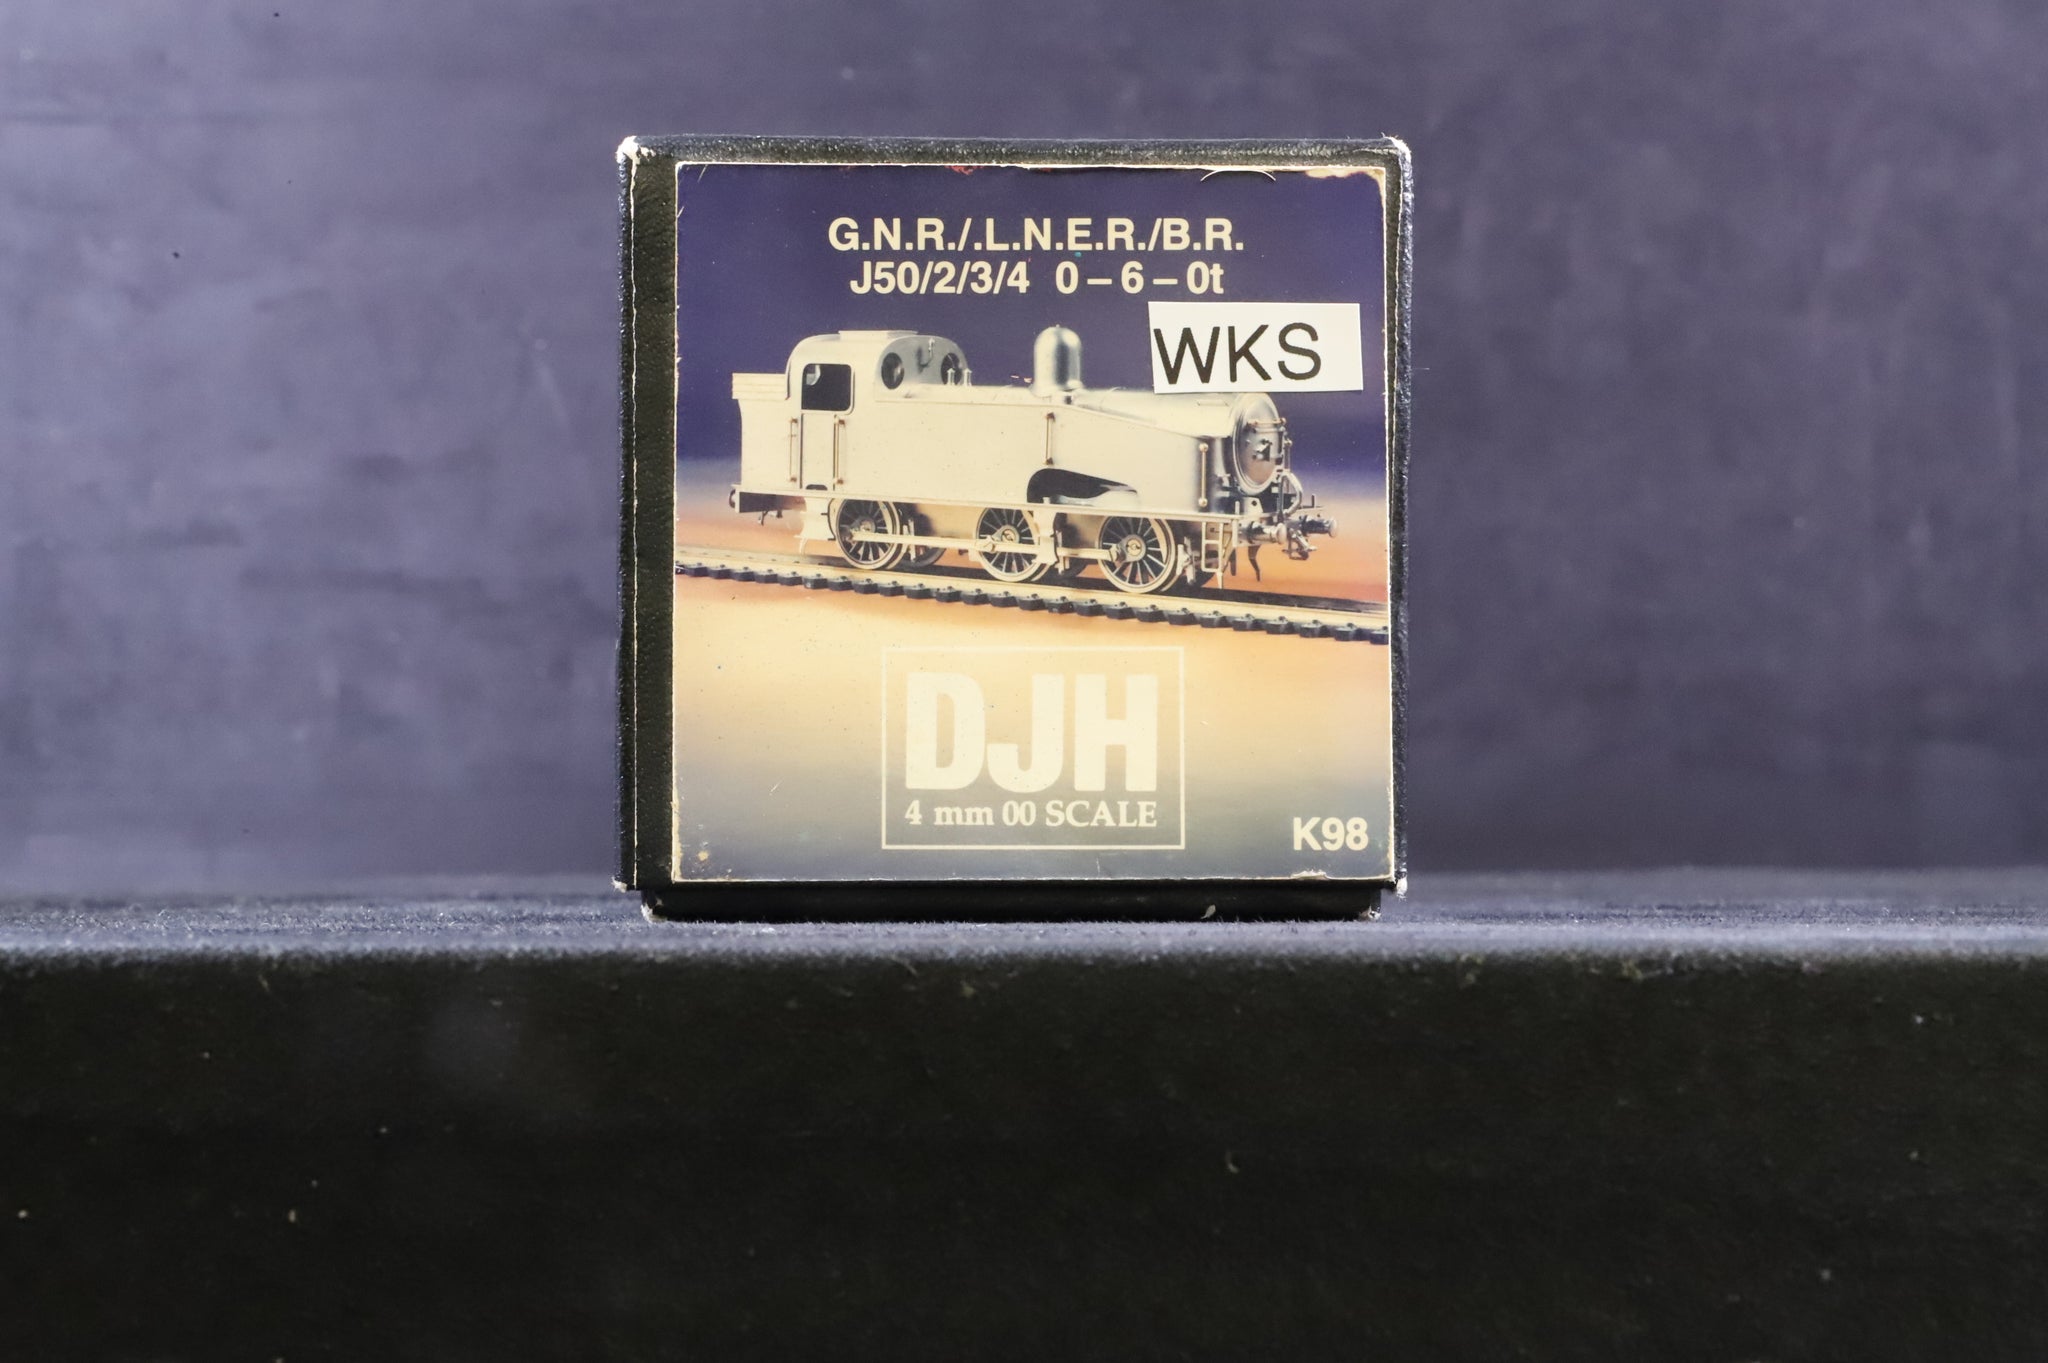 G.N.R./.L.N.E.R./B.R.
J50/2/3/4 0 – 6 – 0t
WKS
DJH
4 mm 00 SCALE
K98